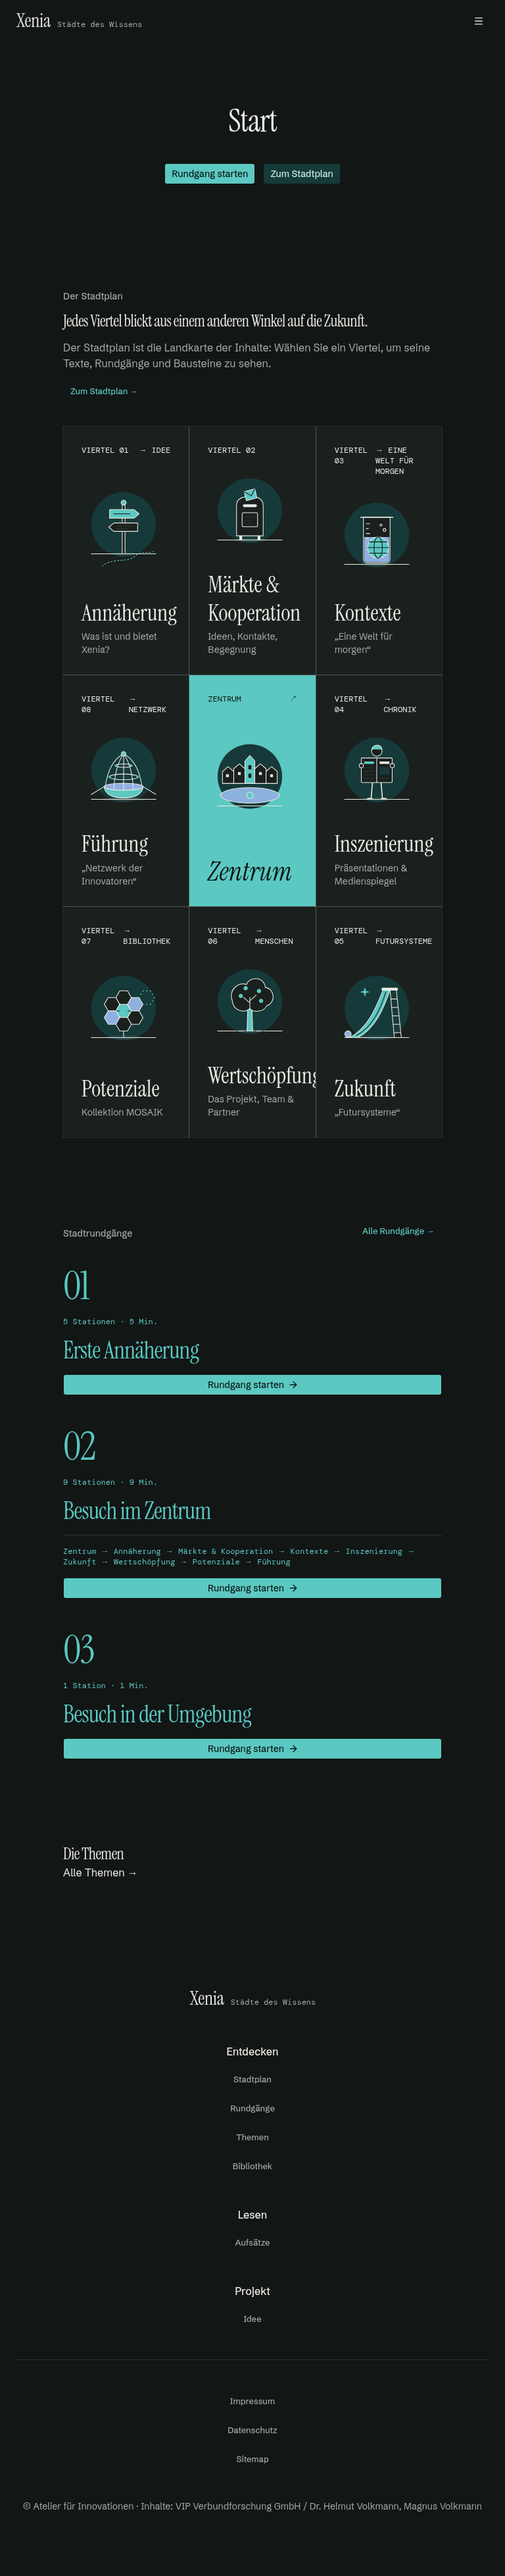 Xenia Städte des Wissens
☰
Start
Rundgang starten
Zum Stadtplan
Der Stadtplan
Jedes Viertel blickt aus einem anderen Winkel auf die Zukunft.
Der Stadtplan ist die Landkarte der Inhalte: Wählen Sie ein Viertel, um seine
Texte, Rundgänge und Bausteine zu sehen.
Zum Stadtplan →
VIERTEL 01 → IDEE
Annäherung
Was ist und bietet
Xenia?
VIERTEL 02
Märkte &
Kooperation
Ideen, Kontakte,
Begegnung
VIERTEL → EINE
03 WELT FÜR
MORGEN
Kontexte
„Eine Welt für
morgen“
VIERTEL →
08 NETZWERK
Führung
„Netzwerk der
Innovatoren“
ZENTRUM ↗
Zentrum
VIERTEL →
04 CHRONIK
Inszenierung
Präsentationen &
Medienspiegel
VIERTEL →
07 BIBLIOTHEK
Potenziale
Kollektion MOSAIK
VIERTEL →
06 MENSCHEN
Wertschöpfung
Das Projekt, Team &
Partner
VIERTEL →
05 FUTURSYSTEME
Zukunft
„Futursysteme“
Stadtrundgänge
Alle Rundgänge →
01
5 Stationen · 5 Min.
Erste Annäherung
Rundgang starten →
02
9 Stationen · 9 Min.
Besuch im Zentrum
Zentrum → Annäherung → Märkte & Kooperation → Kontexte → Inszenierung →
Zukunft → Wertschöpfung → Potenziale → Führung
Rundgang starten →
03
1 Station · 1 Min.
Besuch in der Umgebung
Rundgang starten →
Die Themen
Alle Themen →
Xenia Städte des Wissens
Entdecken
Stadtplan
Rundgänge
Themen
Bibliothek
Lesen
Aufsätze
Projekt
Idee
Impressum
Datenschutz
Sitemap
© Atelier für Innovationen · Inhalte: VIP Verbundforschung GmbH / Dr. Helmut Volkmann, Magnus Volkmann